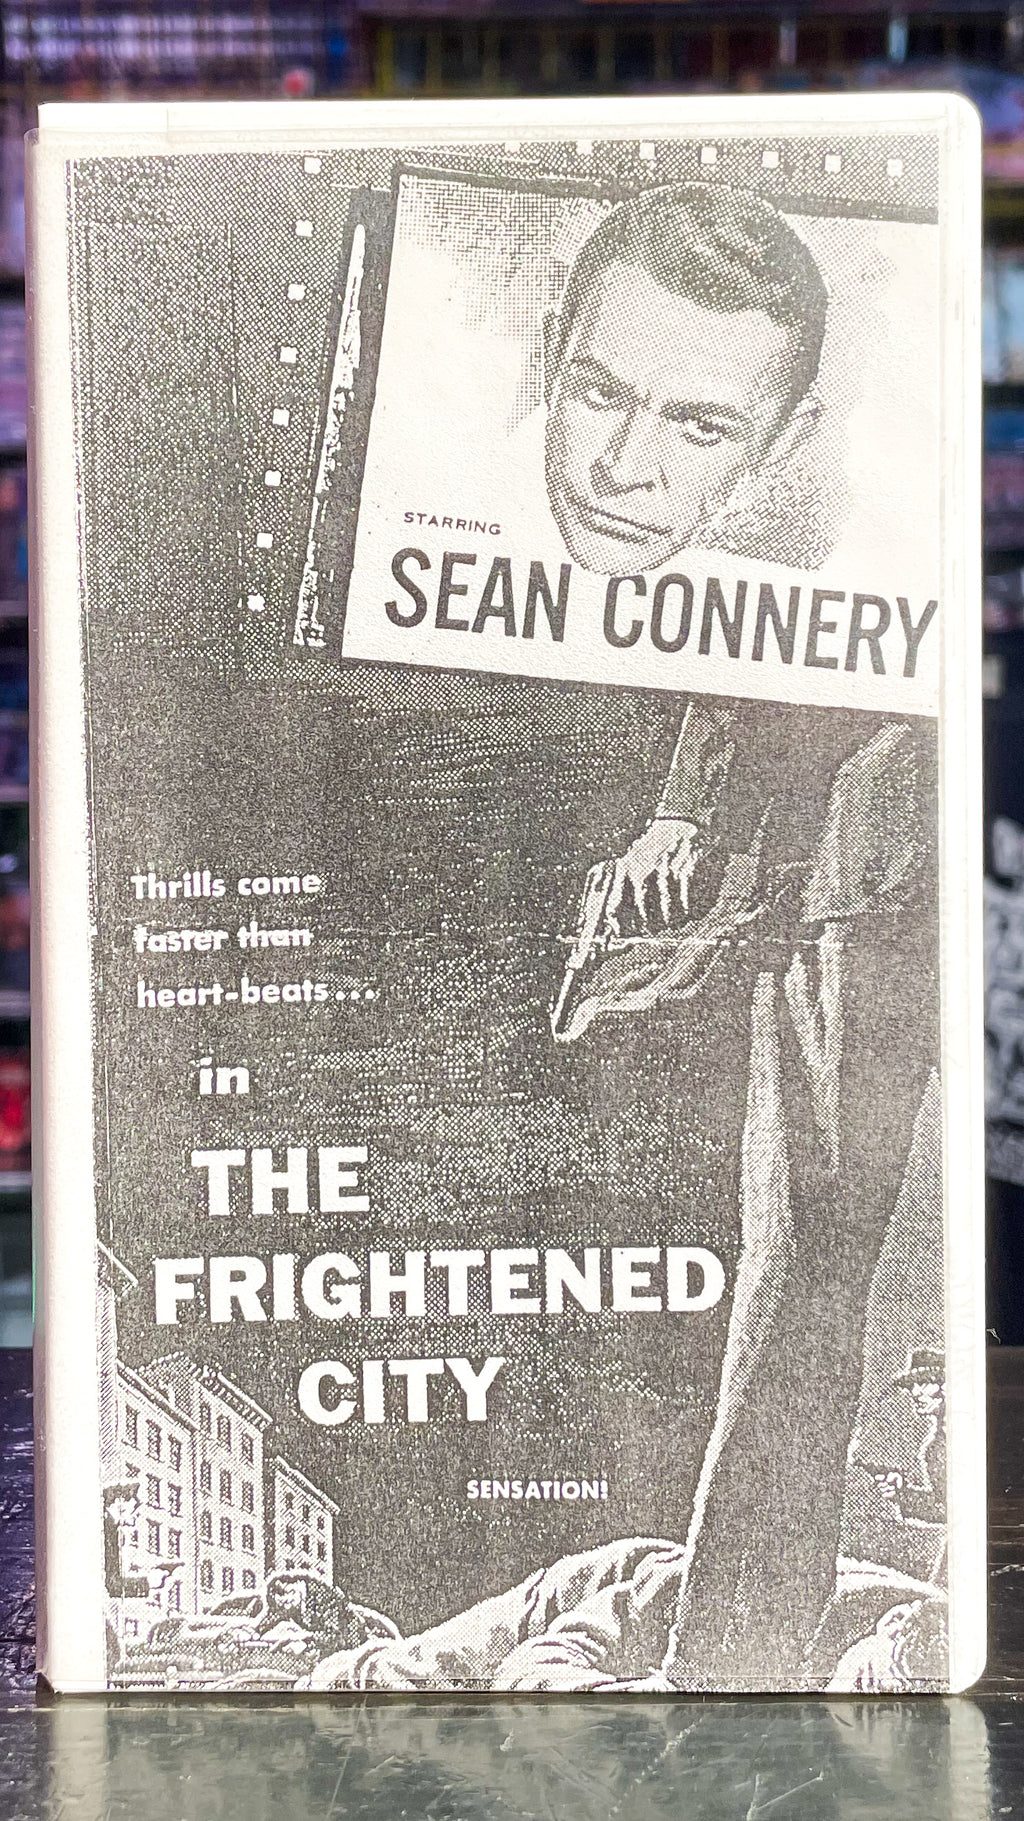 STARRING
SEAN CONNERY
Thrills come
faster than
heart-beats...
in
THE
FRIGHTENED
CITY
SENSATION!